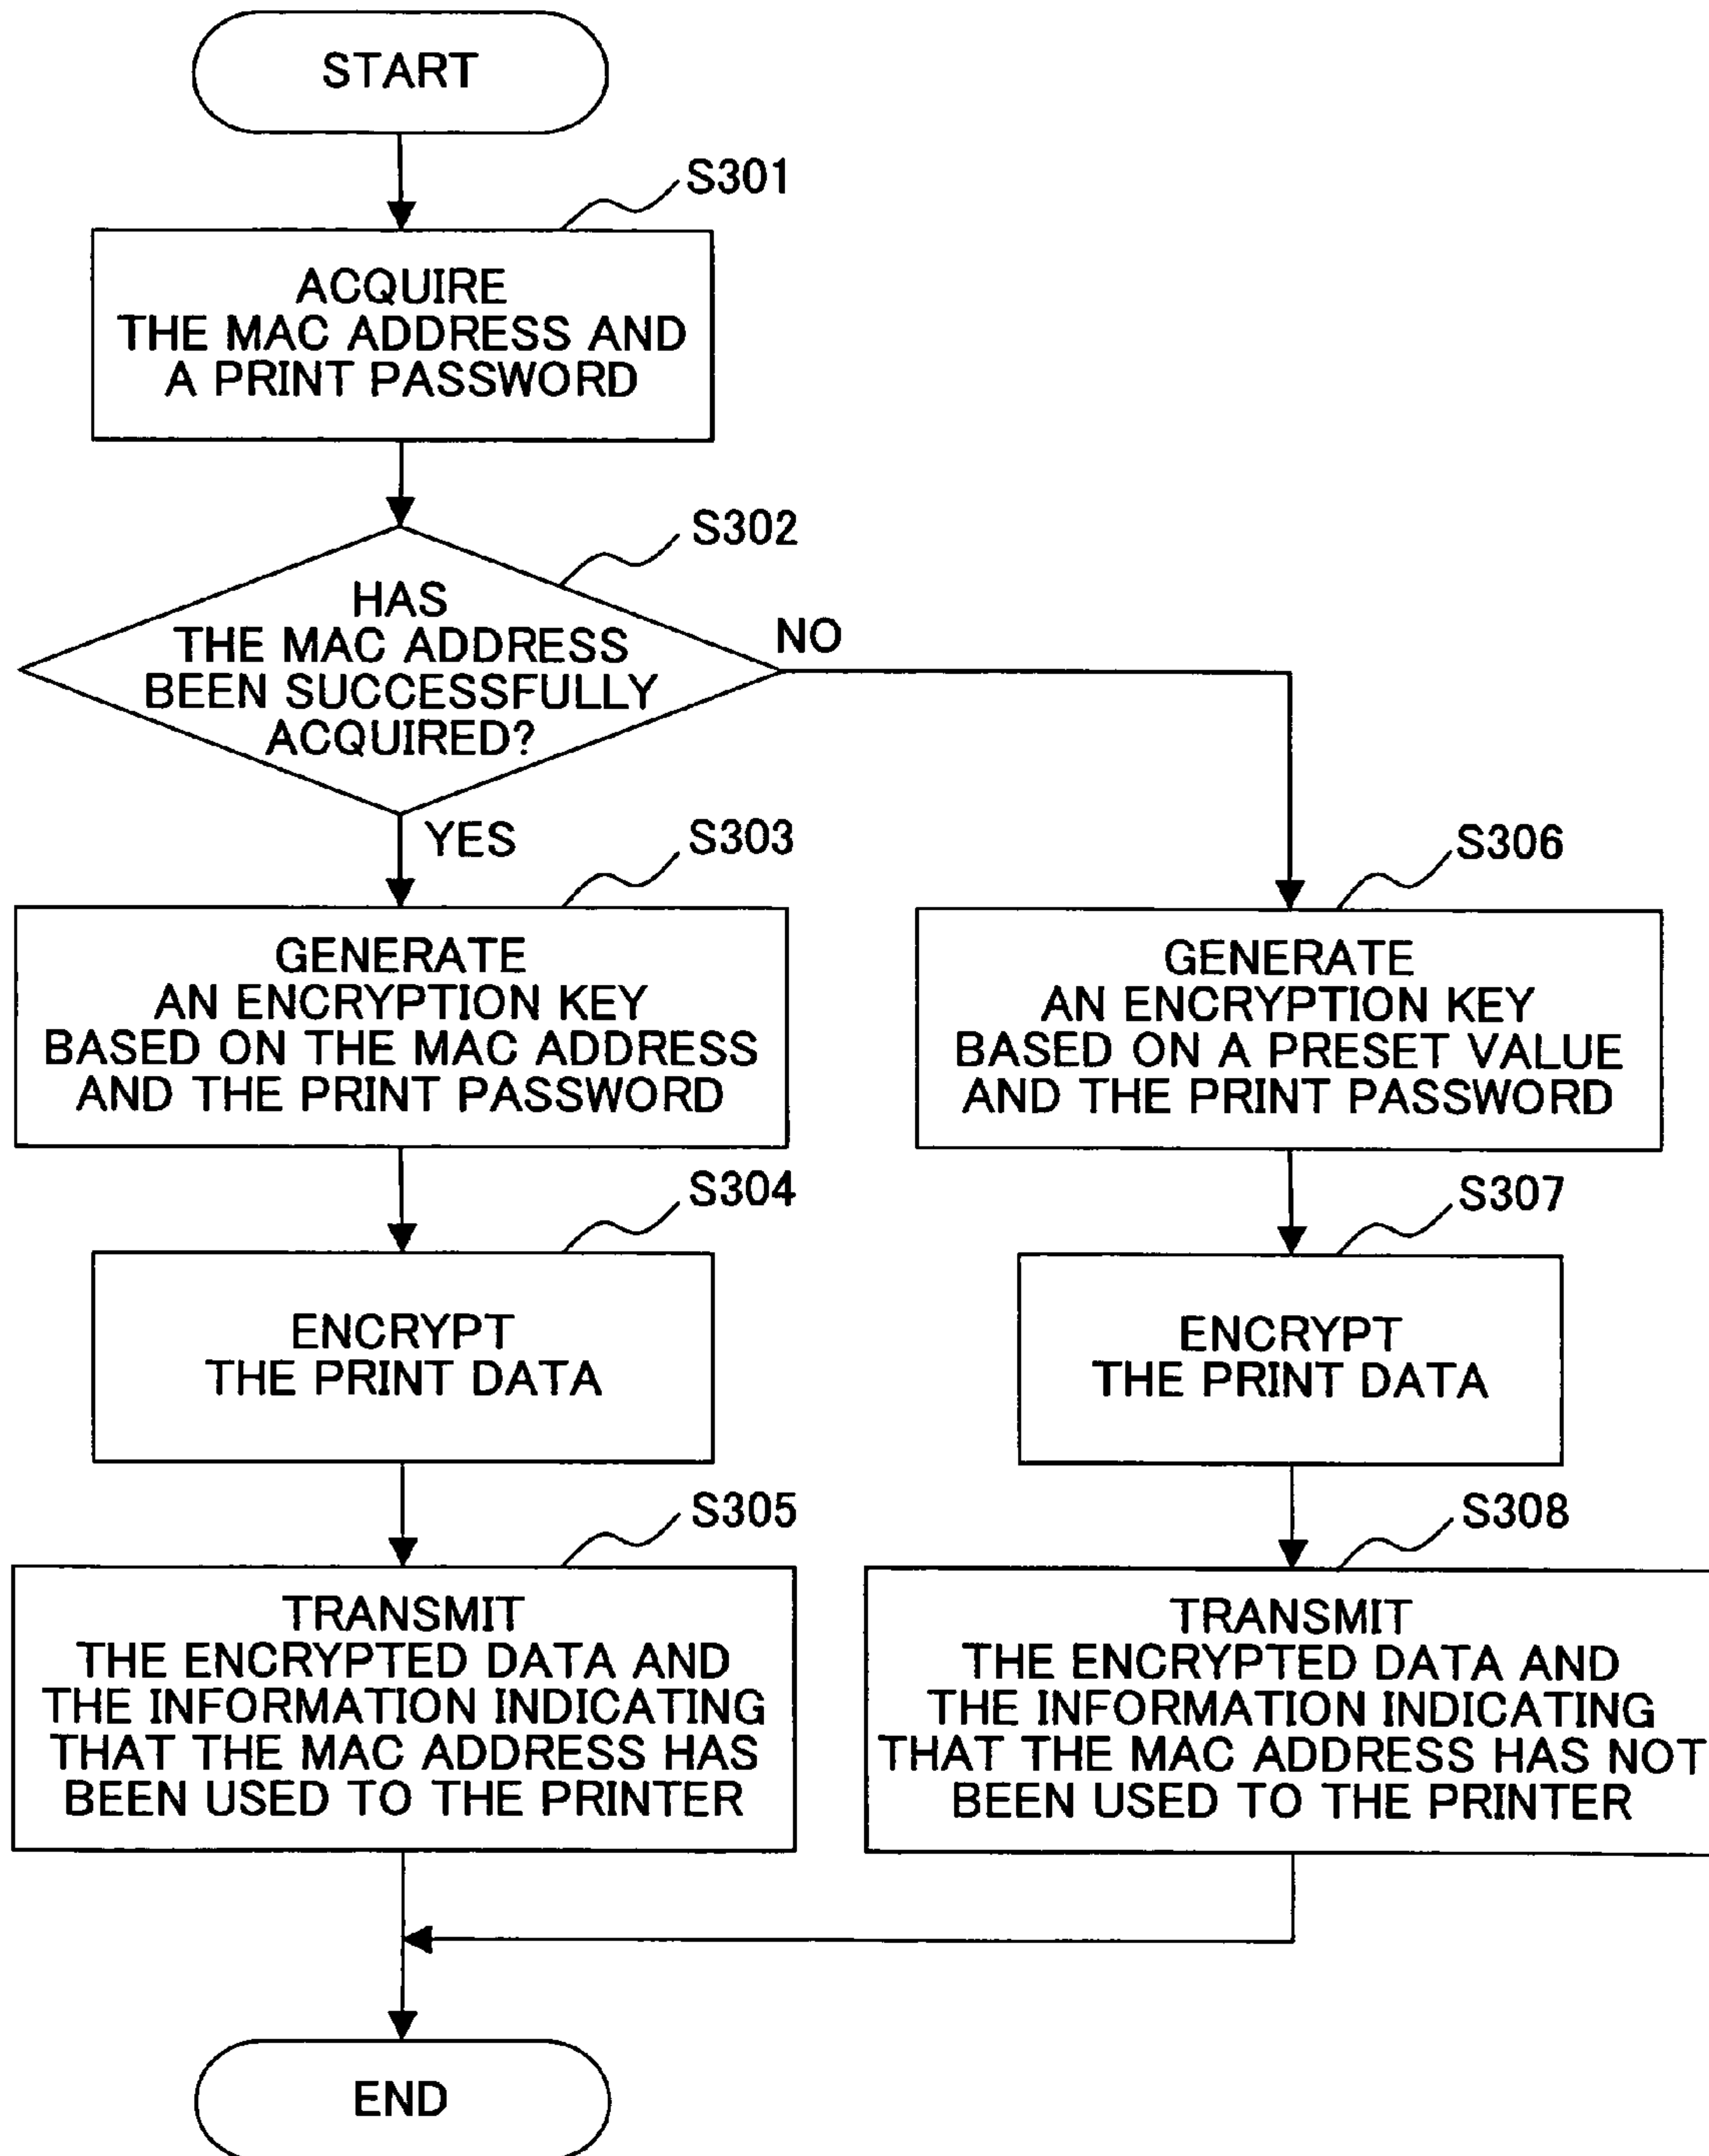 START
S301
ACQUIRE
THE MAC ADDRESS AND
A PRINT PASSWORD
S302
HAS
THE MAC ADDRESS
BEEN SUCCESSFULLY
ACQUIRED?
NO
YES
S303
GENERATE
AN ENCRYPTION KEY
BASED ON THE MAC ADDRESS
AND THE PRINT PASSWORD
S304
ENCRYPT
THE PRINT DATA
S305
TRANSMIT
THE ENCRYPTED DATA AND
THE INFORMATION INDICATING
THAT THE MAC ADDRESS HAS
BEEN USED TO THE PRINTER
S306
GENERATE
AN ENCRYPTION KEY
BASED ON A PRESET VALUE
AND THE PRINT PASSWORD
S307
ENCRYPT
THE PRINT DATA
S308
TRANSMIT
THE ENCRYPTED DATA AND
THE INFORMATION INDICATING
THAT THE MAC ADDRESS HAS NOT
BEEN USED TO THE PRINTER
END